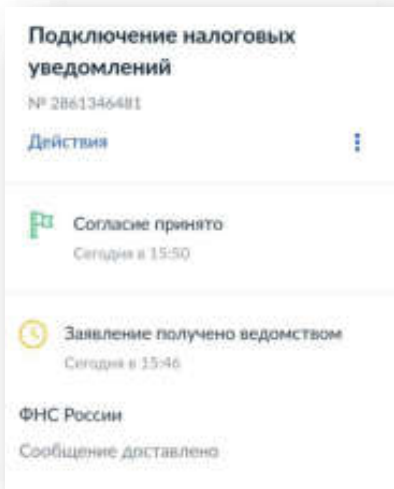 Подключение налоговых
уведомлений
№ 2861346481
Действия
Согласие принято
Сегодня в 15:50
Заявление получено ведомством
Сегодня в 15:46
ФНС России
Сообщение доставлено